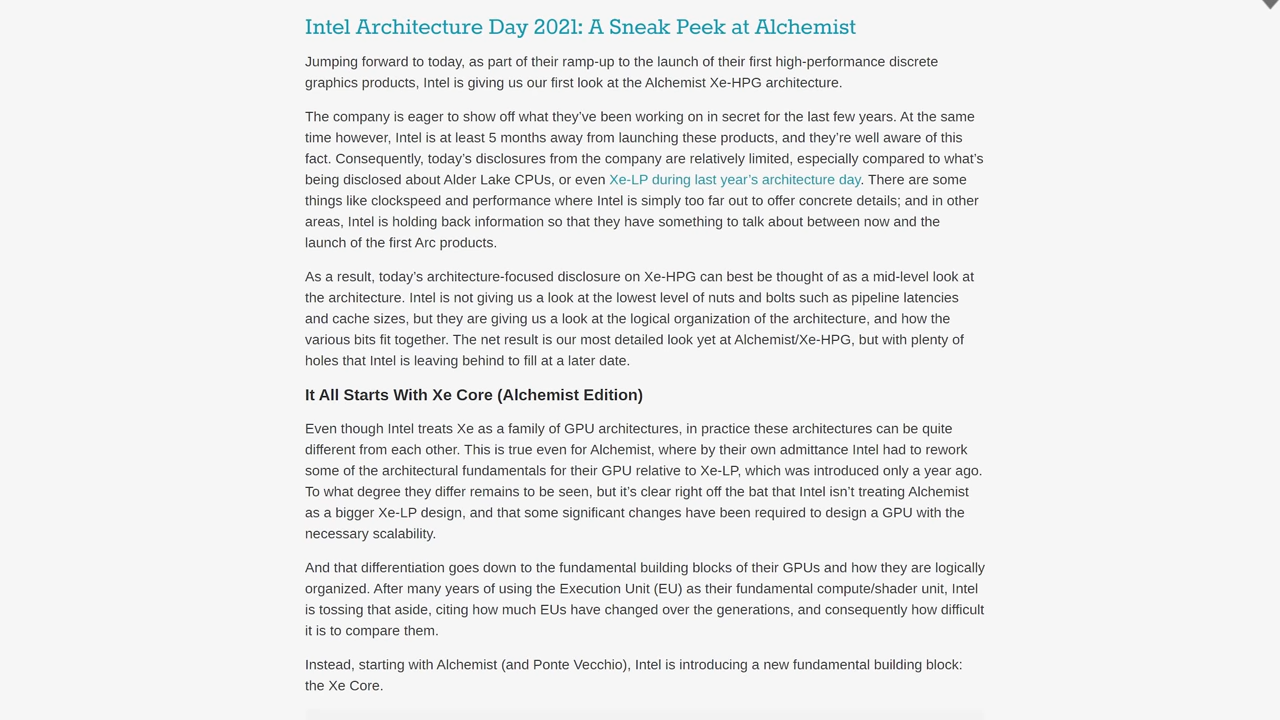 Intel Architecture Day 2021: A Sneak Peek at Alchemist
Jumping forward to today, as part of their ramp-up to the launch of their first high-performance discrete
graphics products, Intel is giving us our first look at the Alchemist Xe-HPG architecture.
The company is eager to show off what they’ve been working on in secret for the last few years. At the same
time however, Intel is at least 5 months away from launching these products, and they’re well aware of this
fact. Consequently, today’s disclosures from the company are relatively limited, especially compared to what’s
being disclosed about Alder Lake CPUs, or even Xe-LP during last year’s architecture day. There are some
things like clockspeed and performance where Intel is simply too far out to offer concrete details; and in other
areas, Intel is holding back information so that they have something to talk about between now and the
launch of the first Arc products.
As a result, today’s architecture-focused disclosure on Xe-HPG can best be thought of as a mid-level look at
the architecture. Intel is not giving us a look at the lowest level of nuts and bolts such as pipeline latencies
and cache sizes, but they are giving us a look at the logical organization of the architecture, and how the
various bits fit together. The net result is our most detailed look yet at Alchemist/Xe-HPG, but with plenty of
holes that Intel is leaving behind to fill at a later date.
It All Starts With Xe Core (Alchemist Edition)
Even though Intel treats Xe as a family of GPU architectures, in practice these architectures can be quite
different from each other. This is true even for Alchemist, where by their own admittance Intel had to rework
some of the architectural fundamentals for their GPU relative to Xe-LP, which was introduced only a year ago.
To what degree they differ remains to be seen, but it’s clear right off the bat that Intel isn’t treating Alchemist
as a bigger Xe-LP design, and that some significant changes have been required to design a GPU with the
necessary scalability.
And that differentiation goes down to the fundamental building blocks of their GPUs and how they are logically
organized. After many years of using the Execution Unit (EU) as their fundamental compute/shader unit, Intel
is tossing that aside, citing how much EUs have changed over the generations, and consequently how difficult
it is to compare them.
Instead, starting with Alchemist (and Ponte Vecchio), Intel is introducing a new fundamental building block:
the Xe Core.